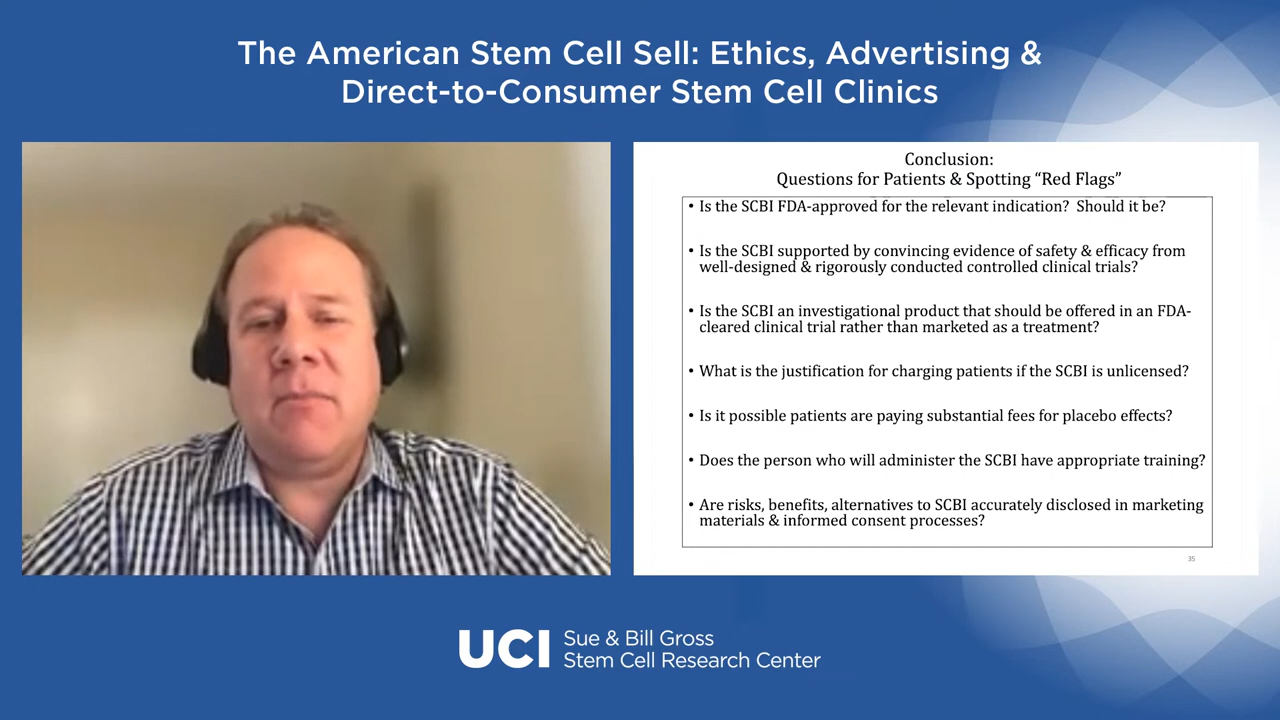 The American Stem Cell Sell: Ethics, Advertising &
Direct-to-Consumer Stem Cell Clinics
Conclusion:
Questions for Patients & Spotting “Red Flags”
• Is the SCBI FDA-approved for the relevant indication?  Should it be?
• Is the SCBI supported by convincing evidence of safety & efficacy from
well-designed & rigorously conducted controlled clinical trials?
• Is the SCBI an investigational product that should be offered in an FDA-
cleared clinical trial rather than marketed as a treatment?
• What is the justification for charging patients if the SCBI is unlicensed?
• Is it possible patients are paying substantial fees for placebo effects?
• Does the person who will administer the SCBI have appropriate training?
• Are risks, benefits, alternatives to SCBI accurately disclosed in marketing
materials & informed consent processes?
35
UCI
Sue & Bill Gross
Stem Cell Research Center